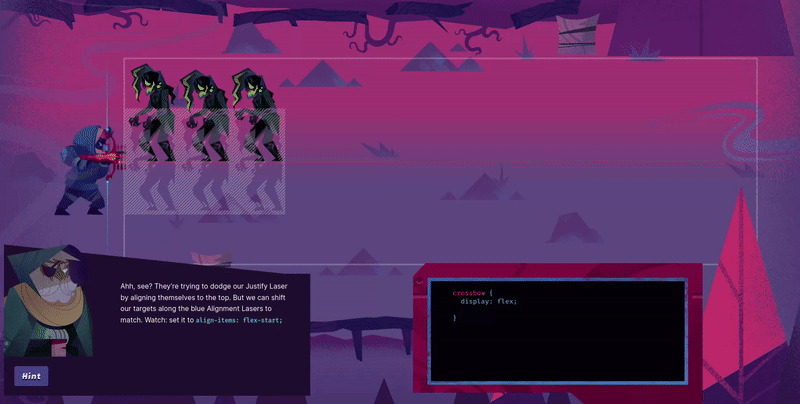 Ahh, see? They're trying to dodge our Justify Laser
by aligning themselves to the top. But we can shift
our targets along the blue Alignment Lasers to
match. Watch: set it to align-items: flex-start;
Hint
crossbow {
display: flex;
}